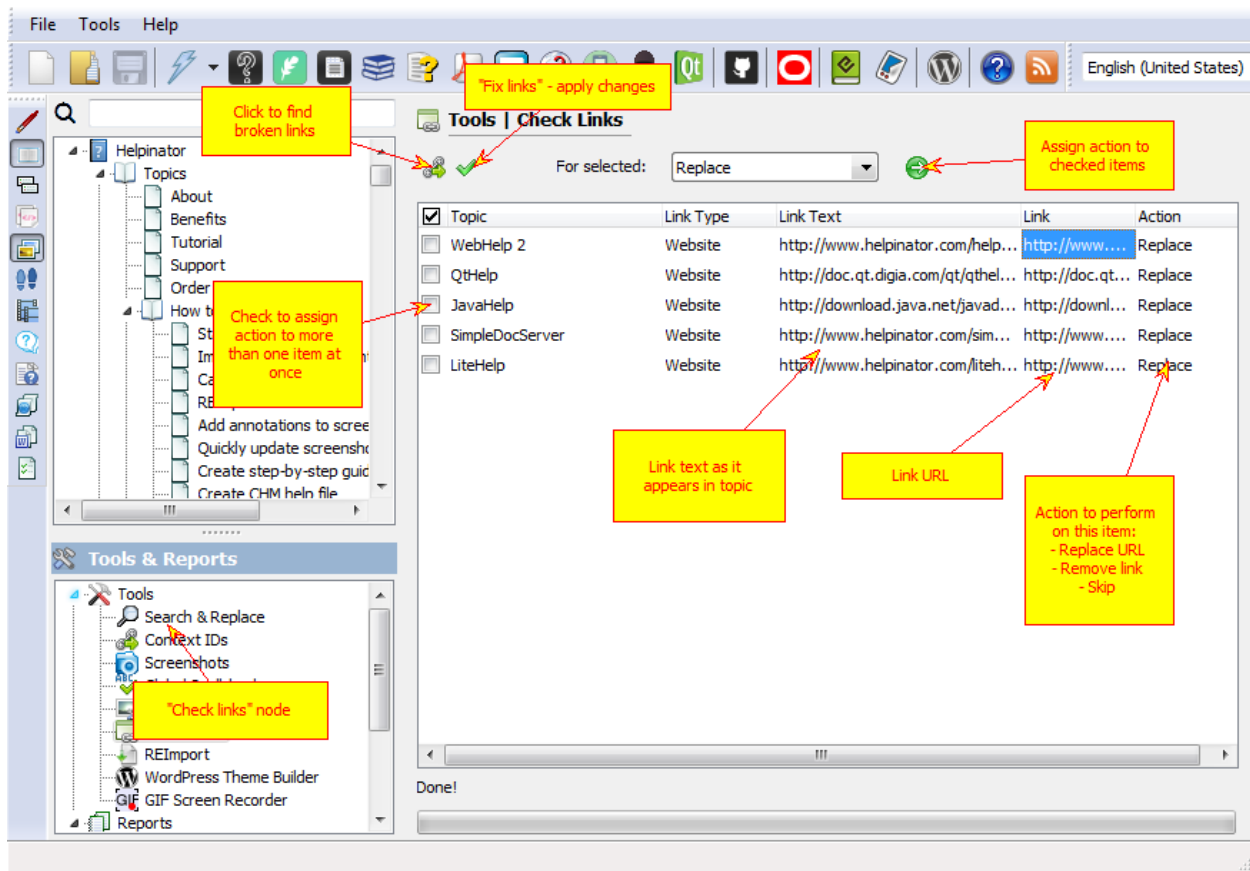 File Tools Help
English (United States)
Click to find
broken links
"Fix links" - apply changes
Tools | Check Links
For selected:
Replace
Assign action to
checked items
Helpinator
Topics
About
Benefits
Tutorial
Support
Order
How to
Check to assign
action to more
than one item at
once
Add annotations to scree
Quickly update screensho
Create step-by-step guid
Create CHM help file
Topic Link Type Link Text Link Action
WebHelp 2 Website http://www.helpinator.com/help... http://www.... Replace
QtHelp Website http://doc.qt.digia.com/qt/qthel... http://doc.qt... Replace
JavaHelp Website http://download.java.net/javad... http://downl... Replace
SimpleDocServer Website http://www.helpinator.com/sim... http://www.... Replace
LiteHelp Website http://www.helpinator.com/liteh... http://www.... Replace
Link text as it
appears in topic
Link URL
Action to perform
on this item:
- Replace URL
- Remove link
- Skip
Tools & Reports
Tools
Search & Replace
Context IDs
Screenshots
"Check links" node
REImport
WordPress Theme Builder
GIF GIF Screen Recorder
Reports
Done!